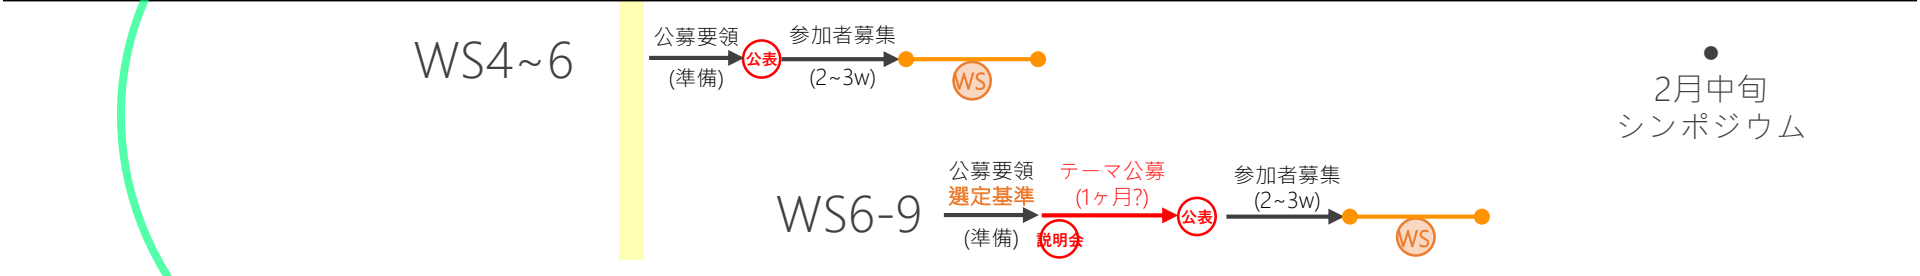 WS4~6
公募要領
(準備)
公表
参加者募集
(2~3w)
WS
2月中旬
シンポジウム
WS6-9
公募要領
選定基準
(準備)
説明会
テーマ公募
(1ヶ月?)
公表
参加者募集
(2~3w)
WS